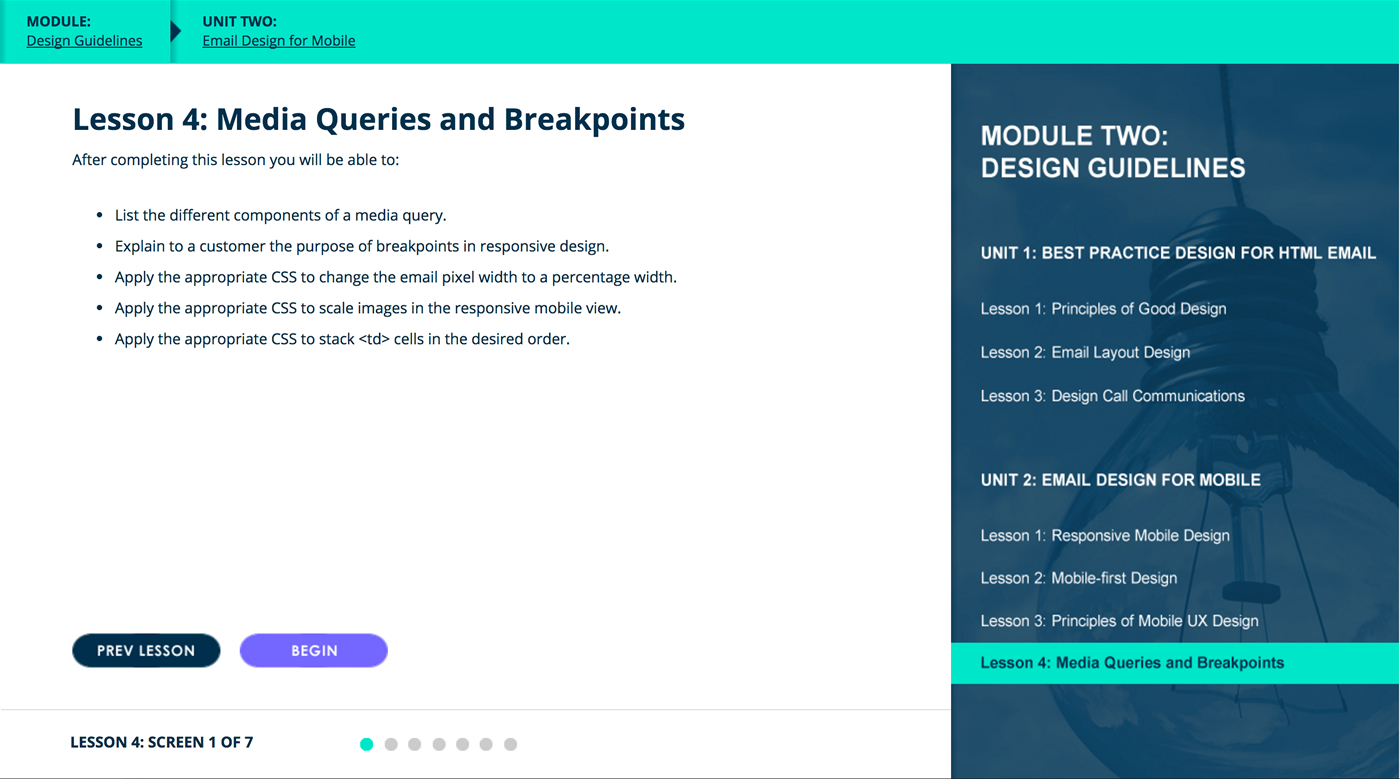 MODULE:
Design Guidelines
UNIT TWO:
Email Design for Mobile
Lesson 4: Media Queries and Breakpoints
After completing this lesson you will be able to:
• List the different components of a media query.
• Explain to a customer the purpose of breakpoints in responsive design.
• Apply the appropriate CSS to change the email pixel width to a percentage width.
• Apply the appropriate CSS to scale images in the responsive mobile view.
• Apply the appropriate CSS to stack <td> cells in the desired order.
PREV LESSON
BEGIN
LESSON 4: SCREEN 1 OF 7
MODULE TWO:
DESIGN GUIDELINES
UNIT 1: BEST PRACTICE DESIGN FOR HTML EMAIL
Lesson 1: Principles of Good Design
Lesson 2: Email Layout Design
Lesson 3: Design Call Communications
UNIT 2: EMAIL DESIGN FOR MOBILE
Lesson 1: Responsive Mobile Design
Lesson 2: Mobile-first Design
Lesson 3: Principles of Mobile UX Design
Lesson 4: Media Queries and Breakpoints